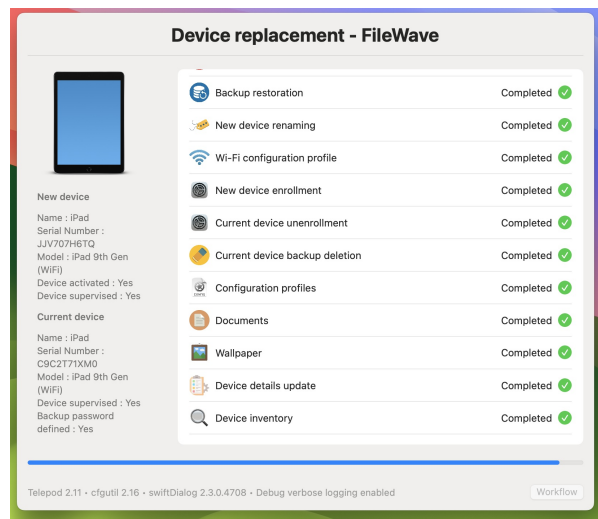 Device replacement - FileWave
New device
Name : iPad
Serial Number :
JJV707H6TQ
Model : iPad 9th Gen
(WiFi)
Device activated : Yes
Device supervised : Yes
Current device
Name : iPad
Serial Number :
C9C2T71XM0
Model : iPad 9th Gen
(WiFi)
Device supervised : Yes
Backup password
defined : Yes
Backup restoration Completed
New device renaming Completed
Wi-Fi configuration profile Completed
New device enrollment Completed
Current device unenrollment Completed
Current device backup deletion Completed
Configuration profiles Completed
Documents Completed
Wallpaper Completed
Device details update Completed
Device inventory Completed
Telepod 2.11 • cfgutil 2.16 • swiftDialog 2.3.0.4708 • Debug verbose logging enabled
Workflow